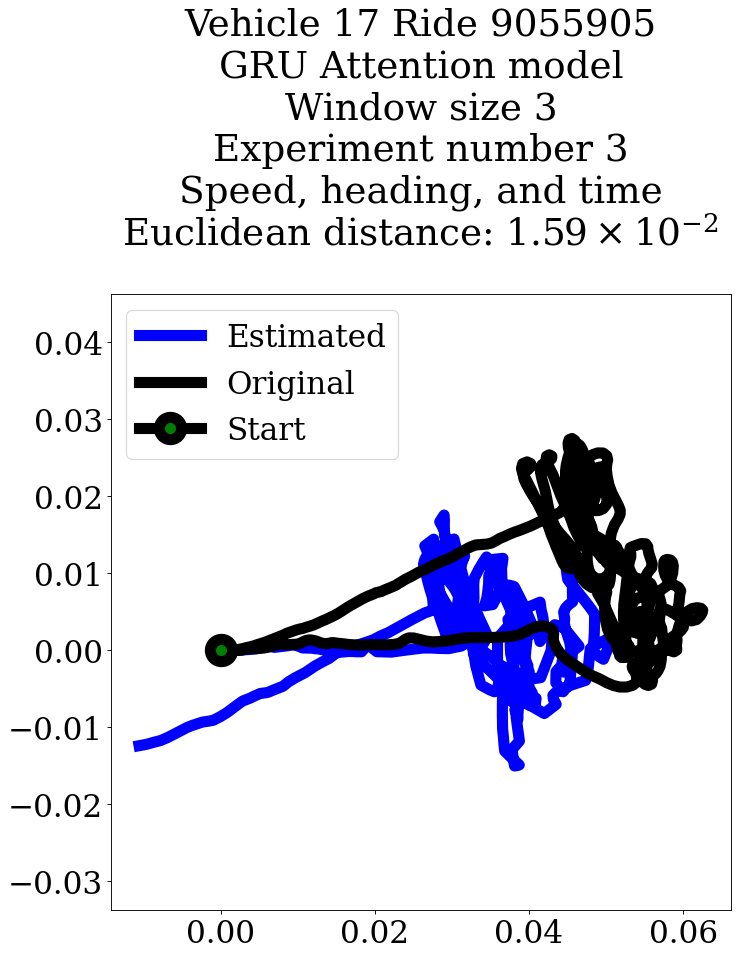 Vehicle 17 Ride 9055905
GRU Attention model
Window size 3
Experiment number 3
Speed, heading, and time
Euclidean distance: 1.59 × 10⁻²
Estimated
Original
Start
0.04
0.03
0.02
0.01
0.00
−0.01
−0.02
−0.03
0.00 0.02 0.04 0.06